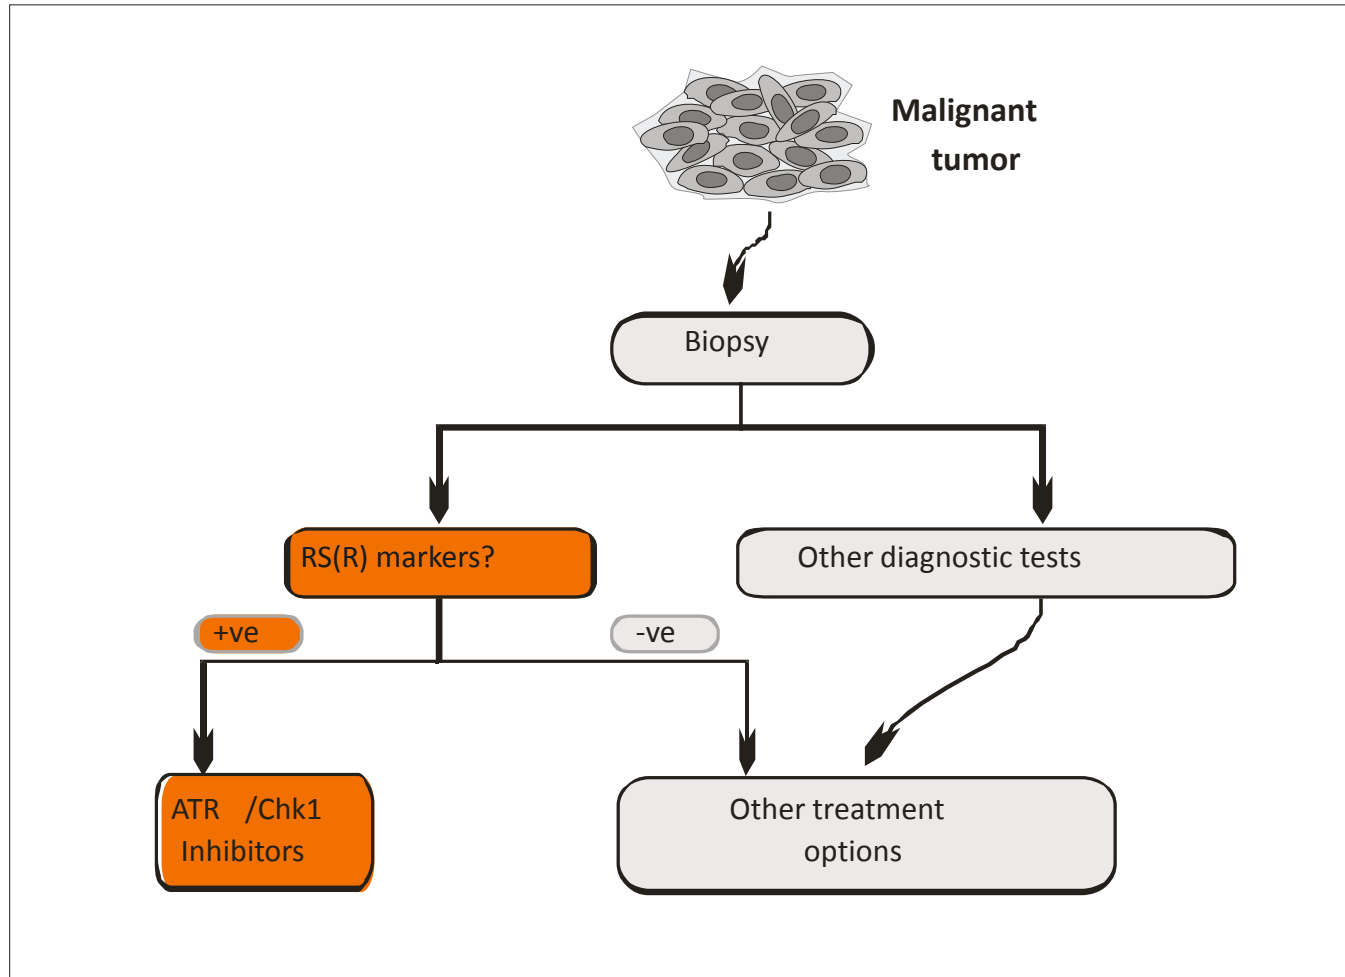 Malignant
tumor
Biopsy
RS(R) markers?
Other diagnostic tests
+ve
-ve
ATR /Chk1
Inhibitors
Other treatment
options